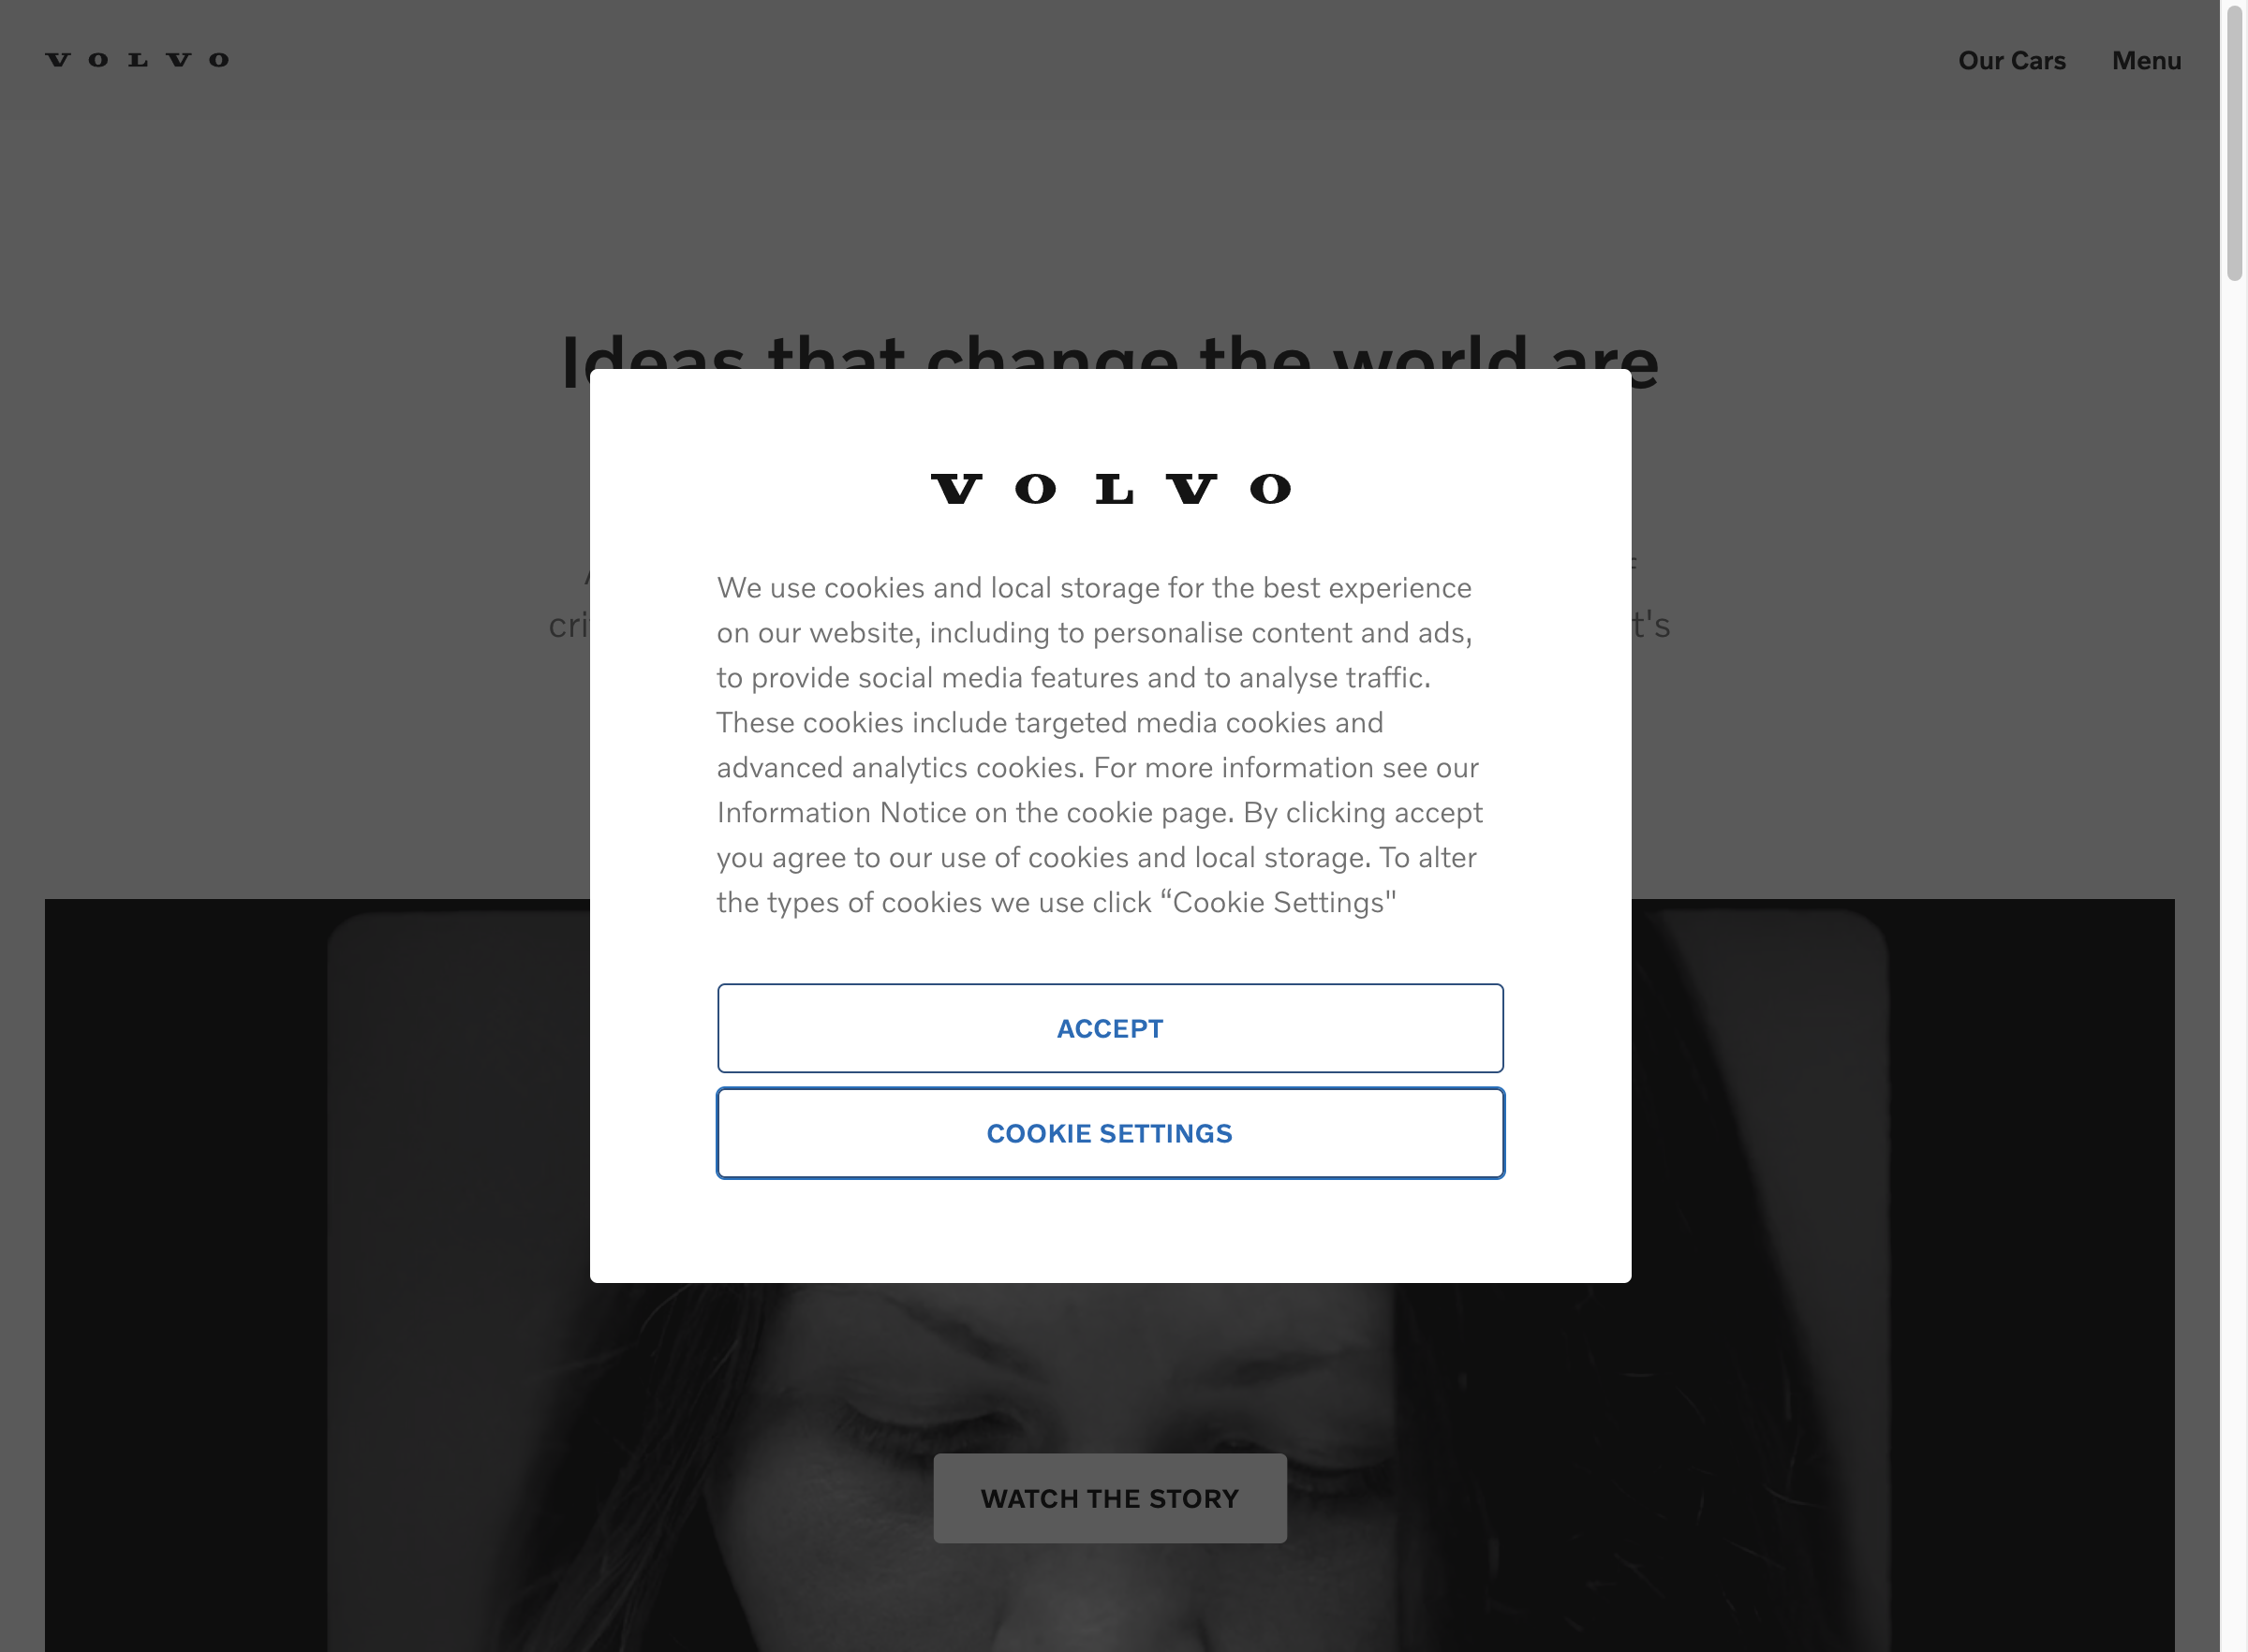 VOLVO
Our Cars
Menu
Ideas that change the world are
VOLVO
We use cookies and local storage for the best experience
on our website, including to personalise content and ads,
to provide social media features and to analyse traffic.
These cookies include targeted media cookies and
advanced analytics cookies. For more information see our
Information Notice on the cookie page. By clicking accept
you agree to our use of cookies and local storage. To alter
the types of cookies we use click “Cookie Settings"
ACCEPT
COOKIE SETTINGS
WATCH THE STORY